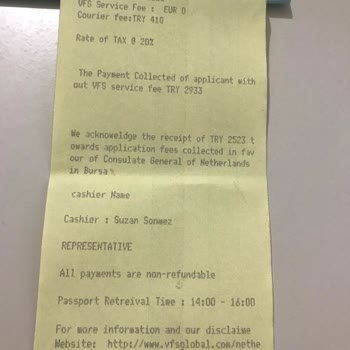 VFS Service Fee : EUR 0
Courier fee:TRY 410
Rate of TAX @ 20%
The Payment Collected of applicant with
out VFS service fee TRY 2933
We acknoweldge the receipt of TRY 2523 t
owards application fees collected in fav
our of Consulate General of Netherlands
in Bursa
cashier Name
Cashier : Suzan Sonmez
REPRESENTATIVE
All payments are non-refundable
Passport Retreival Time : 14:00 - 16:00
For more information and our disclaime
Website: http://www.vfsglobal.com/nethe